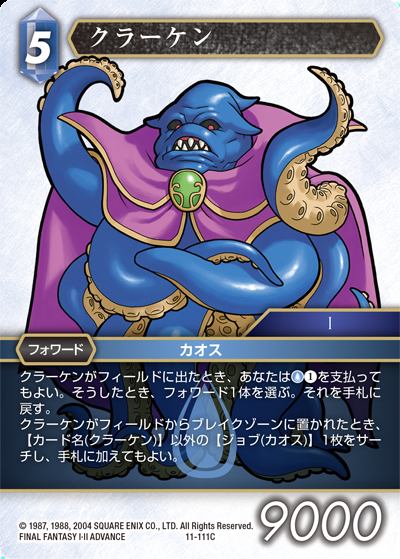 5
クラーケン
I
フォワード
カオス
クラーケンがフィールドに出たとき、あなたは水1を支払って
もよい。そうしたとき、フォワード1体を選ぶ。それを手札に
戻す。
クラーケンがフィールドからブレイクゾーンに置かれたとき、
【カード名(クラーケン)】以外の【ジョブ(カオス)】1枚をサー
チし、手札に加えてもよい。
© 1987, 1988, 2004 SQUARE ENIX CO., LTD. All Rights Reserved.
FINAL FANTASY I·II ADVANCE
11-111C
9000